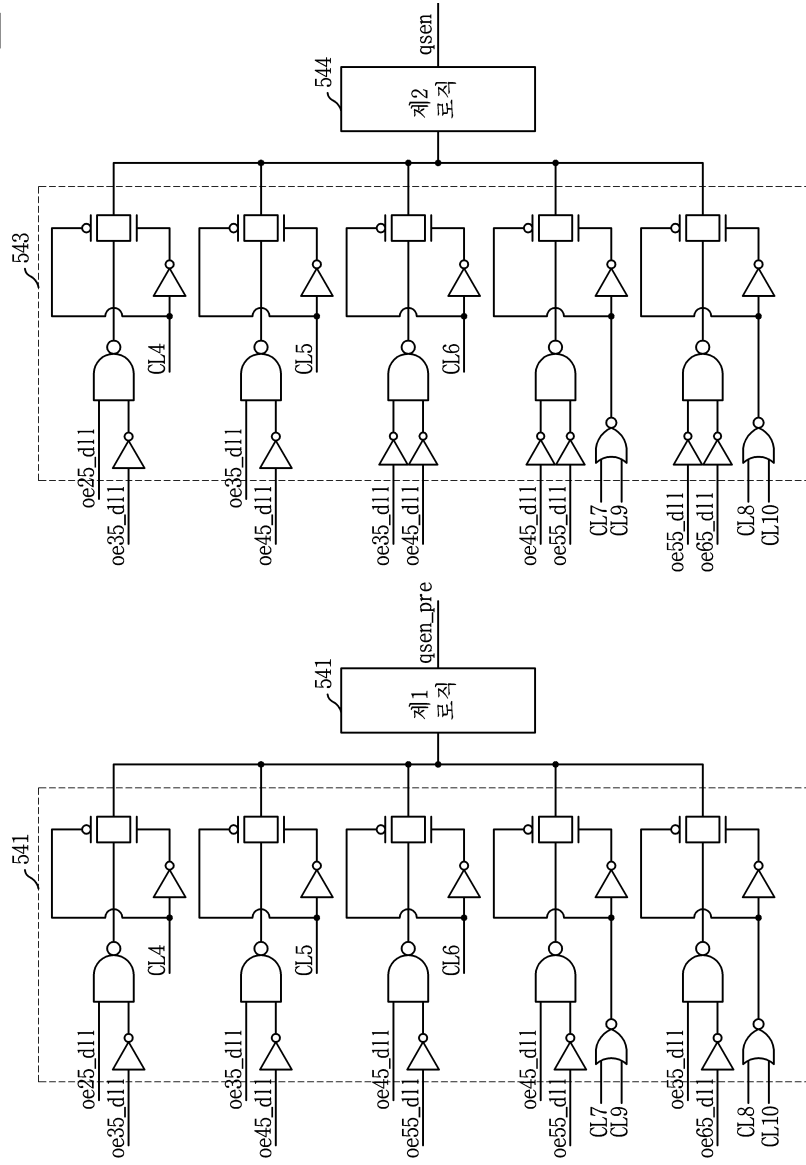 543
oe25_dll
oe35_dll
CL4
oe35_dll
oe45_dll
CL5
oe35_dll
oe45_dll
CL6
oe45_dll
oe55_dll
CL7
CL9
oe55_dll
oe65_dll
CL8
CL10
544
제2
로직
qsen
541
oe25_dll
oe35_dll
CL4
oe35_dll
oe45_dll
CL5
oe45_dll
oe55_dll
CL6
oe45_dll
oe55_dll
CL7
CL9
oe55_dll
oe65_dll
CL8
CL10
541
제1
로직
qsen_pre